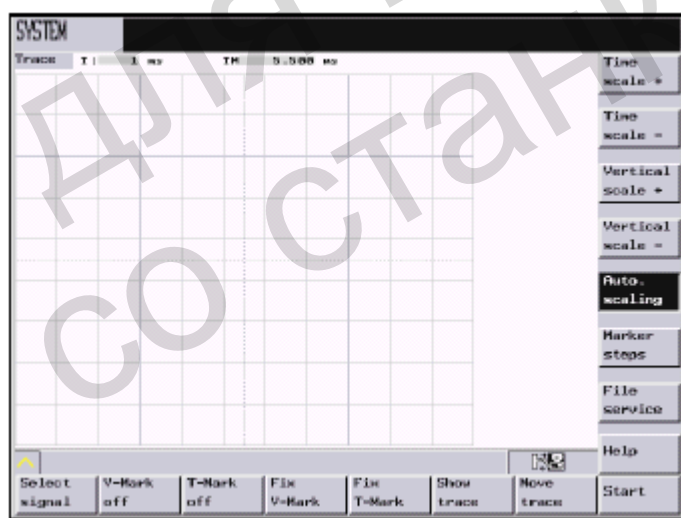 SYSTEM
Trace T 1 ms TM 5.500 ms
Time scale +
Time scale -
Vertical scale +
Vertical scale -
Auto. scaling
Marker steps
File service
Help
Select signal
V-Mark off
T-Mark off
Fix V-Mark
Fix T-Mark
Show trace
Move trace
Start
для
со стан